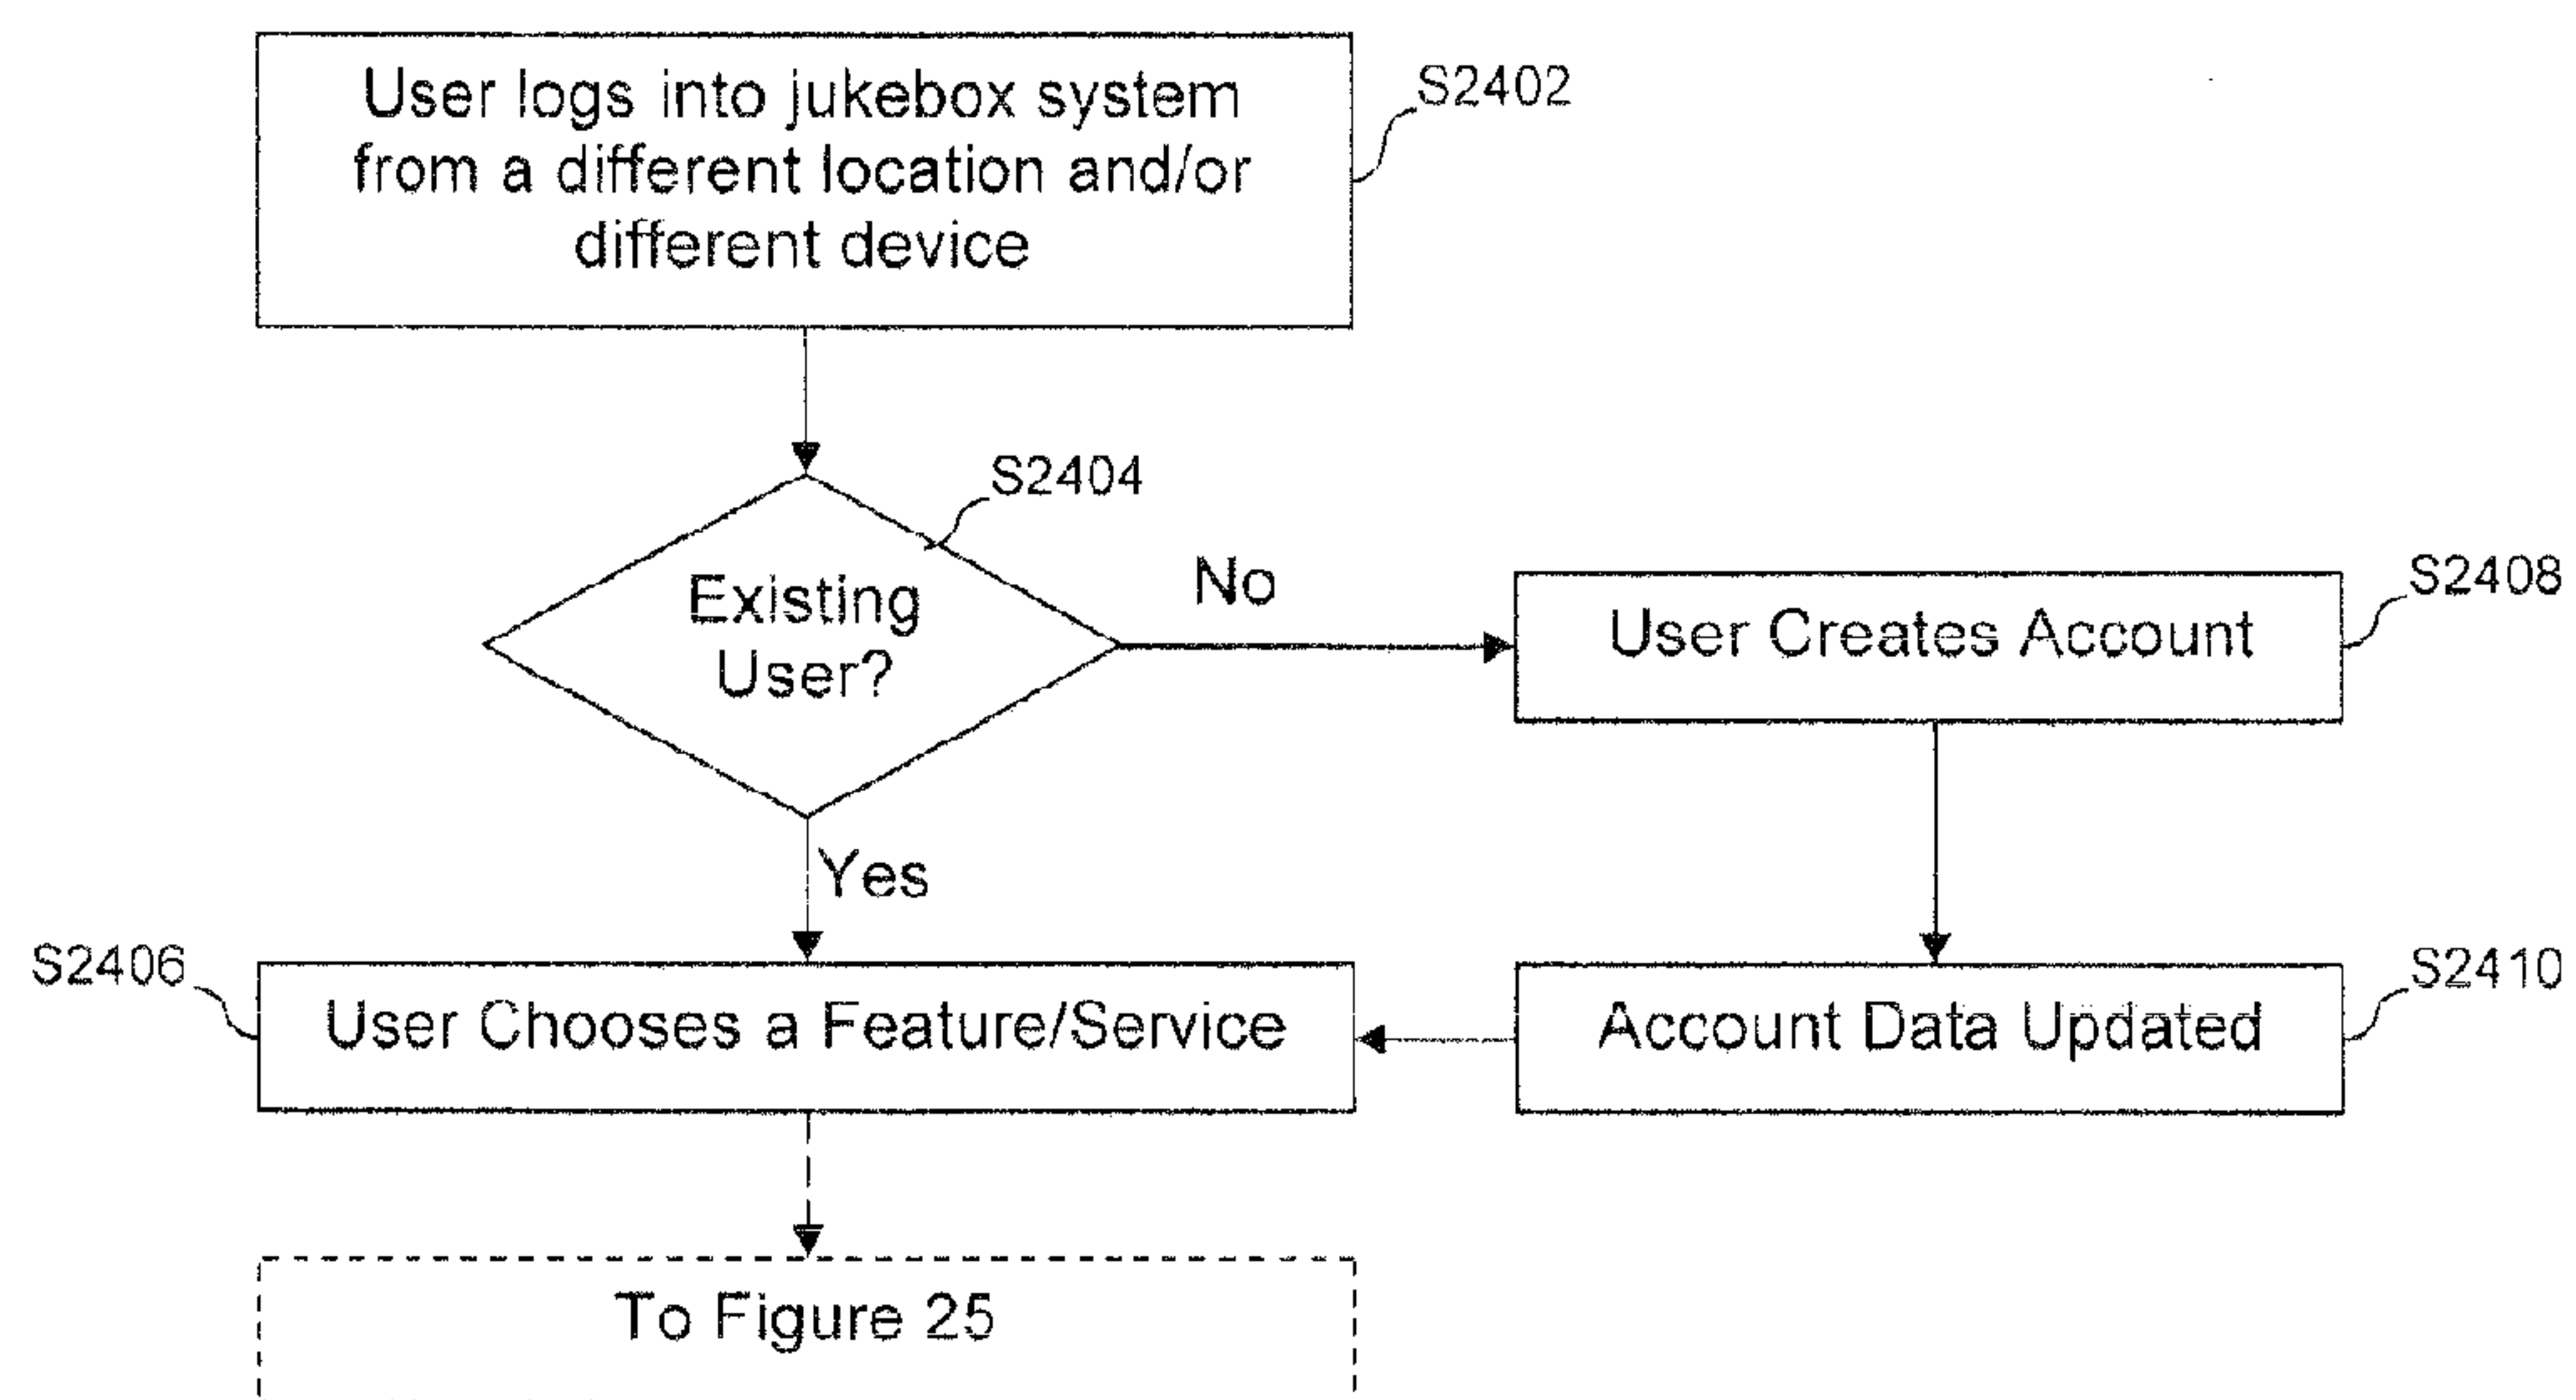 User logs into jukebox system
from a different location and/or
different device
S2402
S2404
Existing
User?
No
User Creates Account
S2408
Yes
S2406
User Chooses a Feature/Service
Account Data Updated
S2410
To Figure 25